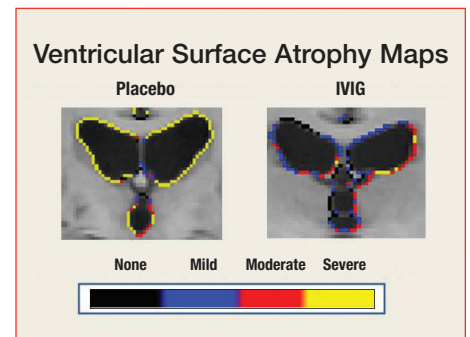 Ventricular Surface Atrophy Maps
Placebo IVIG
None Mild Moderate Severe